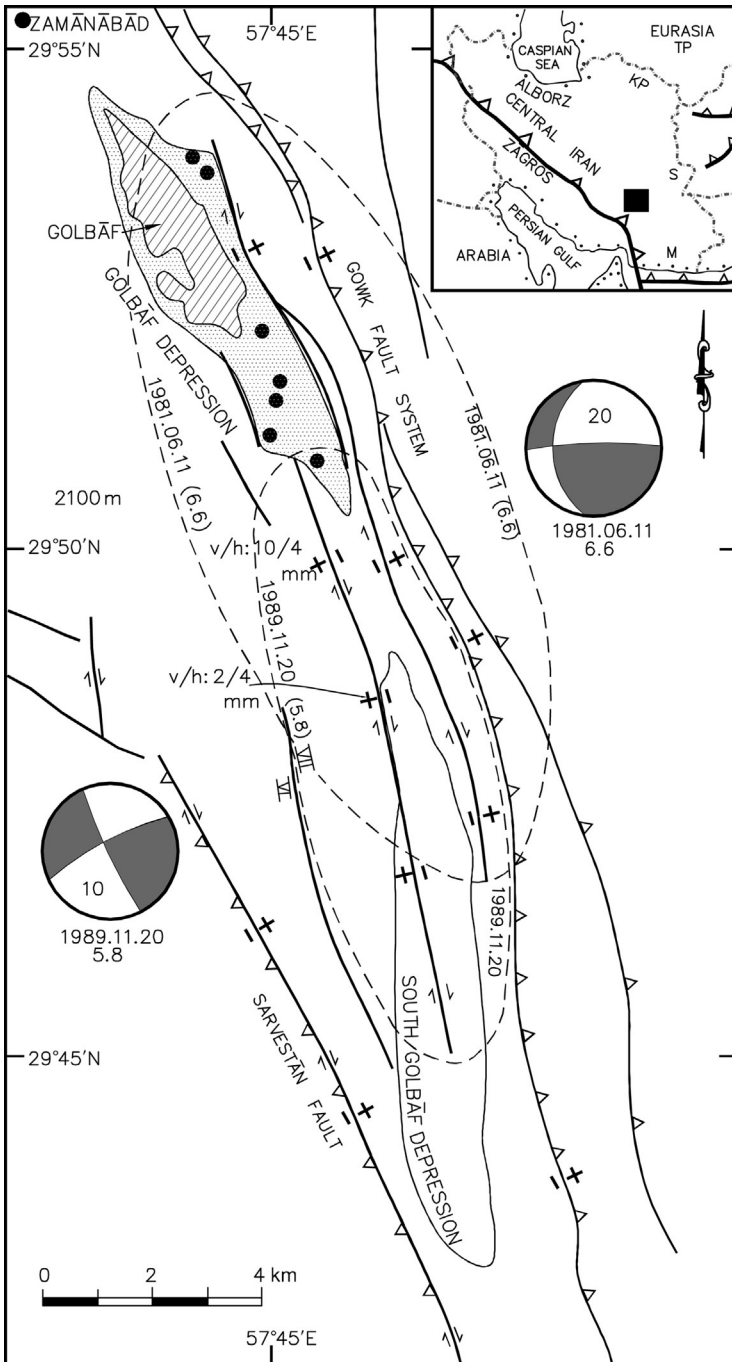 ZAMĀNĀBĀD
57°45'E
29°55'N
CASPIAN
SEA
EURASIA
TP
KP
ALBORZ
CENTRAL IRAN
ZAGROS
S
PERSIAN GULF
ARABIA
M
GOLBĀF
GOLBĀF DEPRESSION
GOWK FAULT
SYSTEM
1981.06.11 (6.6)
1981.06.11 (6.6)
20
1981.06.11
6.6
2100 m
29°50'N
v/h: 10/4
mm
1989.11.20 (5.8) VII
v/h: 2/4
mm
VI
10
1989.11.20
5.8
1989.11.20
SARVESTĀN
FAULT
SOUTH GOLBĀF DEPRESSION
29°45'N
0 2 4 km
57°45'E